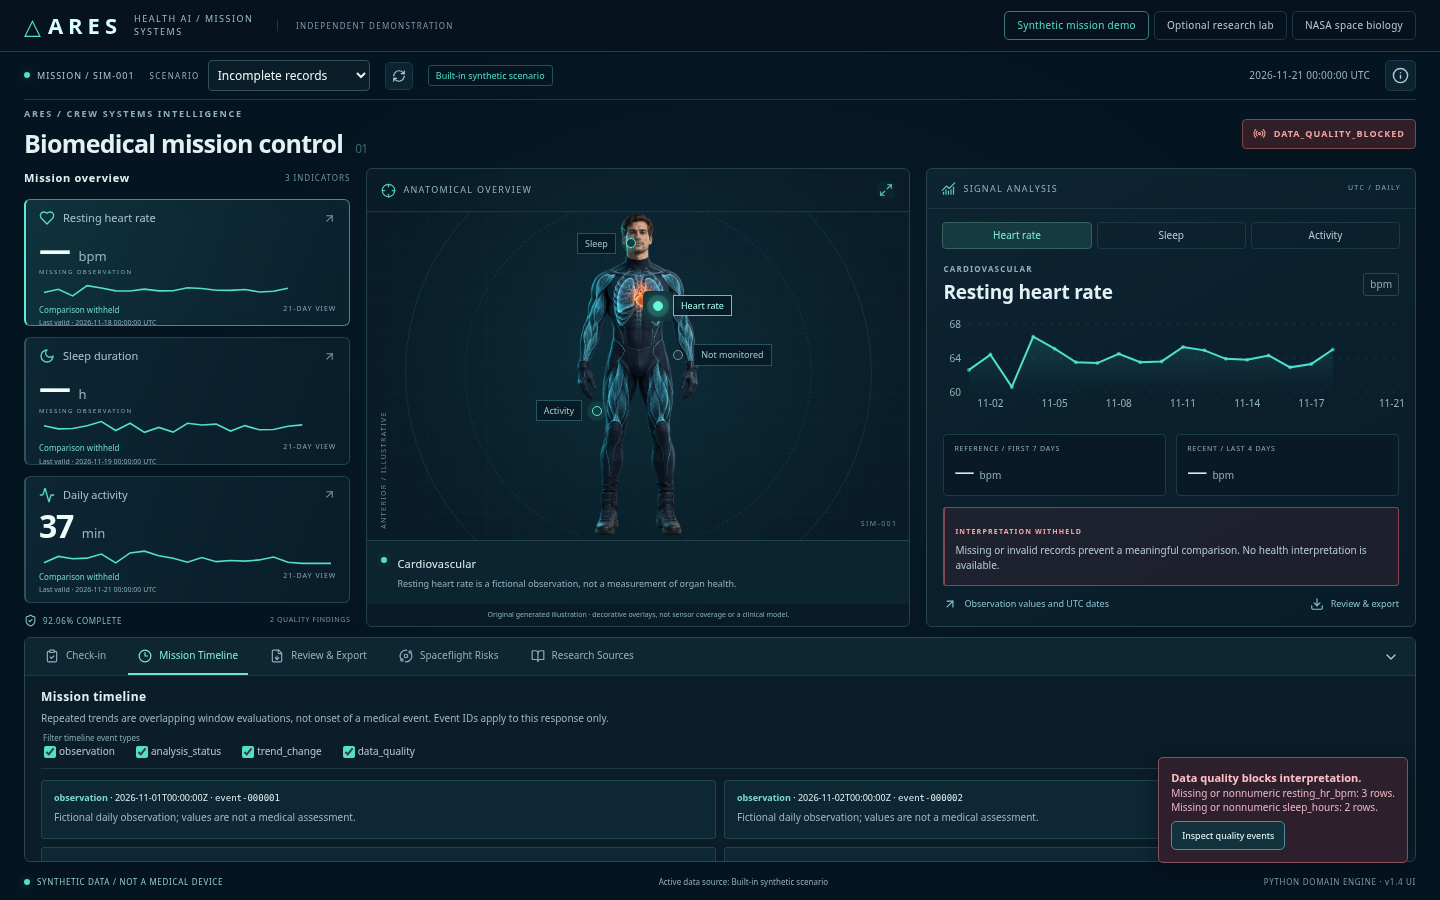 ARES
HEALTH AI / MISSION
SYSTEMS
INDEPENDENT DEMONSTRATION
Synthetic mission demo
Optional research lab
NASA space biology
MISSION / SIM-001
SCENARIO
Incomplete records
Built-in synthetic scenario
2026-11-21 00:00:00 UTC
ARES / CREW SYSTEMS INTELLIGENCE
Biomedical mission control 01
DATA_QUALITY_BLOCKED
Mission overview
3 INDICATORS
Resting heart rate
— bpm
MISSING OBSERVATION
Comparison withheld
21-DAY VIEW
Last valid · 2026-11-18 00:00:00 UTC
Sleep duration
— h
MISSING OBSERVATION
Comparison withheld
21-DAY VIEW
Last valid · 2026-11-19 00:00:00 UTC
Daily activity
37 min
Comparison withheld
21-DAY VIEW
Last valid · 2026-11-21 00:00:00 UTC
92.06% COMPLETE
2 QUALITY FINDINGS
ANATOMICAL OVERVIEW
Sleep
Heart rate
Not monitored
Activity
ANTERIOR / ILLUSTRATIVE
SIM-001
Cardiovascular
Resting heart rate is a fictional observation, not a measurement of organ health.
Original generated illustration · decorative overlays, not sensor coverage or a clinical model.
SIGNAL ANALYSIS
UTC / DAILY
Heart rate
Sleep
Activity
CARDIOVASCULAR
Resting heart rate
bpm
68
64
60
11-02
11-05
11-08
11-11
11-14
11-17
11-21
REFERENCE / FIRST 7 DAYS
— bpm
RECENT / LAST 4 DAYS
— bpm
INTERPRETATION WITHHELD
Missing or invalid records prevent a meaningful comparison. No health interpretation is
available.
Observation values and UTC dates
Review & export
Check-in
Mission Timeline
Review & Export
Spaceflight Risks
Research Sources
Mission timeline
Repeated trends are overlapping window evaluations, not onset of a medical event. Event IDs apply to this response only.
Filter timeline event types
observation
analysis_status
trend_change
data_quality
observation · 2026-11-01T00:00:00Z · event-000001
Fictional daily observation; values are not a medical assessment.
observation · 2026-11-02T00:00:00Z · event-000002
Fictional daily observation; values are not a medical assessment.
Data quality blocks interpretation.
Missing or nonnumeric resting_hr_bpm: 3 rows.
Missing or nonnumeric sleep_hours: 2 rows.
Inspect quality events
SYNTHETIC DATA / NOT A MEDICAL DEVICE
Active data source: Built-in synthetic scenario
PYTHON DOMAIN ENGINE · v1.4 UI